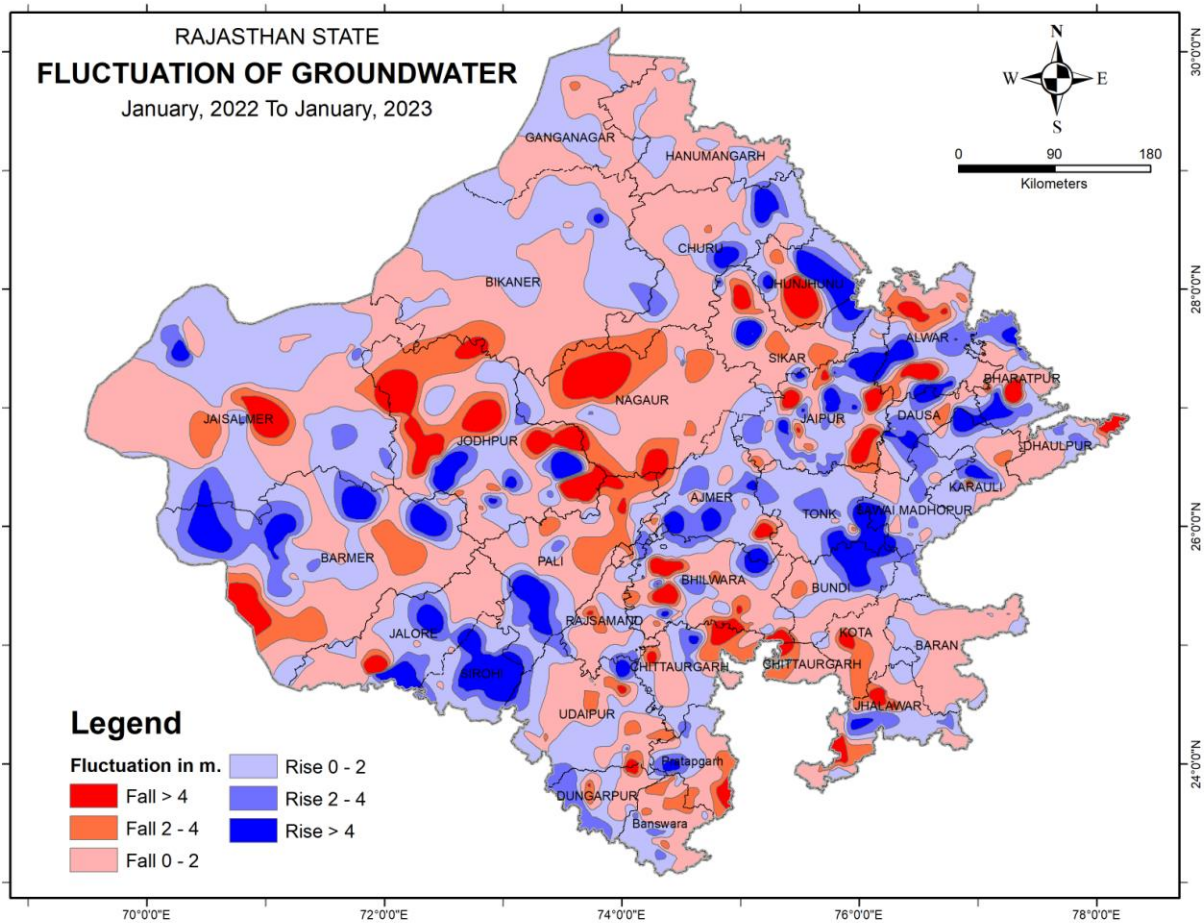 RAJASTHAN STATE
FLUCTUATION OF GROUNDWATER
January, 2022 To January, 2023
N
W
E
S
0
90
180
Kilometers
30°0'0"N
28°0'0"N
26°0'0"N
24°0'0"N
GANGANAGAR
HANUMANGARH
CHURU
BIKANER
JHUNJHUNU
SIKAR
ALWAR
BHARATPUR
NAGAUR
JAISALMER
JODHPUR
JAIPUR
DAUSA
DHAULPUR
KARAULI
AJMER
TONK
SAWAI MADHOPUR
BARMER
PALI
BHILWARA
BUNDI
RAJSAMAND
JALORE
KOTA
BARAN
SIROHI
CHITTAURGARH
CHITTAURGARH
UDAIPUR
JHALAWAR
Pratapgarh
DUNGARPUR
Banswara
Legend
Fluctuation in m.
Fall > 4
Fall 2 - 4
Fall 0 - 2
Rise 0 - 2
Rise 2 - 4
Rise > 4
70°0'0"E
72°0'0"E
74°0'0"E
76°0'0"E
78°0'0"E